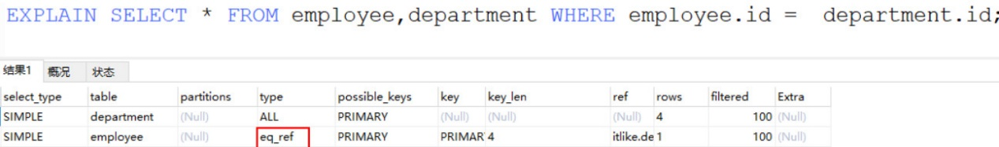 EXPLAIN SELECT * FROM employee,department WHERE employee.id = department.id;
结果1 概况 状态
select_type table partitions type possible_keys key key_len ref rows filtered Extra
SIMPLE department (Null) ALL PRIMARY (Null) (Null) (Null) 4 100 (Null)
SIMPLE employee (Null) eq_ref PRIMARY PRIMAR 4 itlike.de 1 100 (Null)